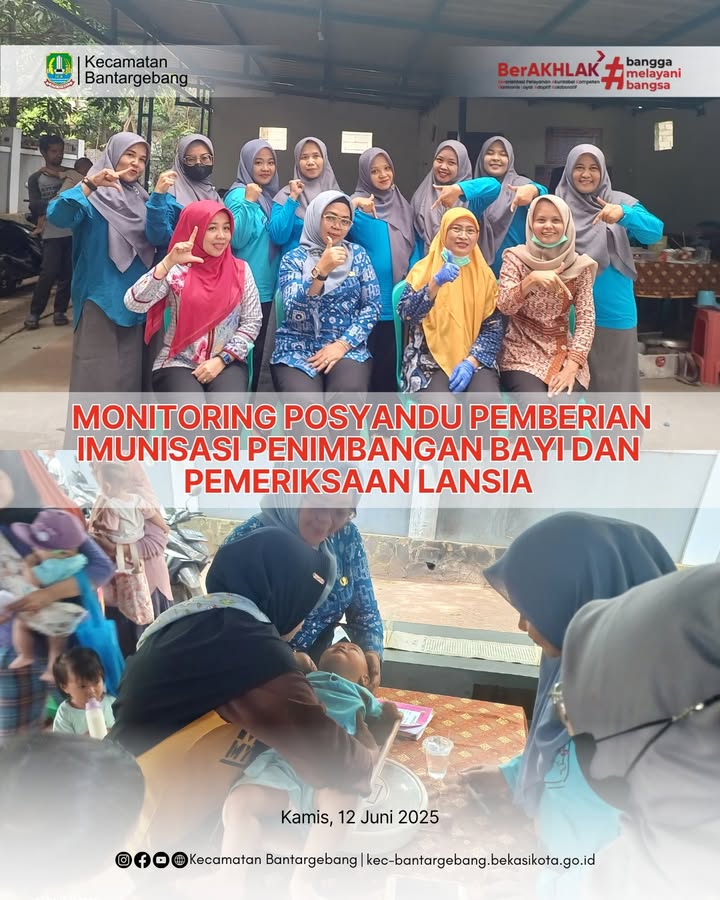 Kecamatan
Bantargebang
BerAKHLAK
#bangga
melayani
bangsa
MONITORING POSYANDU PEMBERIAN
IMUNISASI PENIMBANGAN BAYI DAN
PEMERIKSAAN LANSIA
Kamis, 12 Juni 2025
Kecamatan Bantargebang | kec-bantargebang.bekasikota.go.id